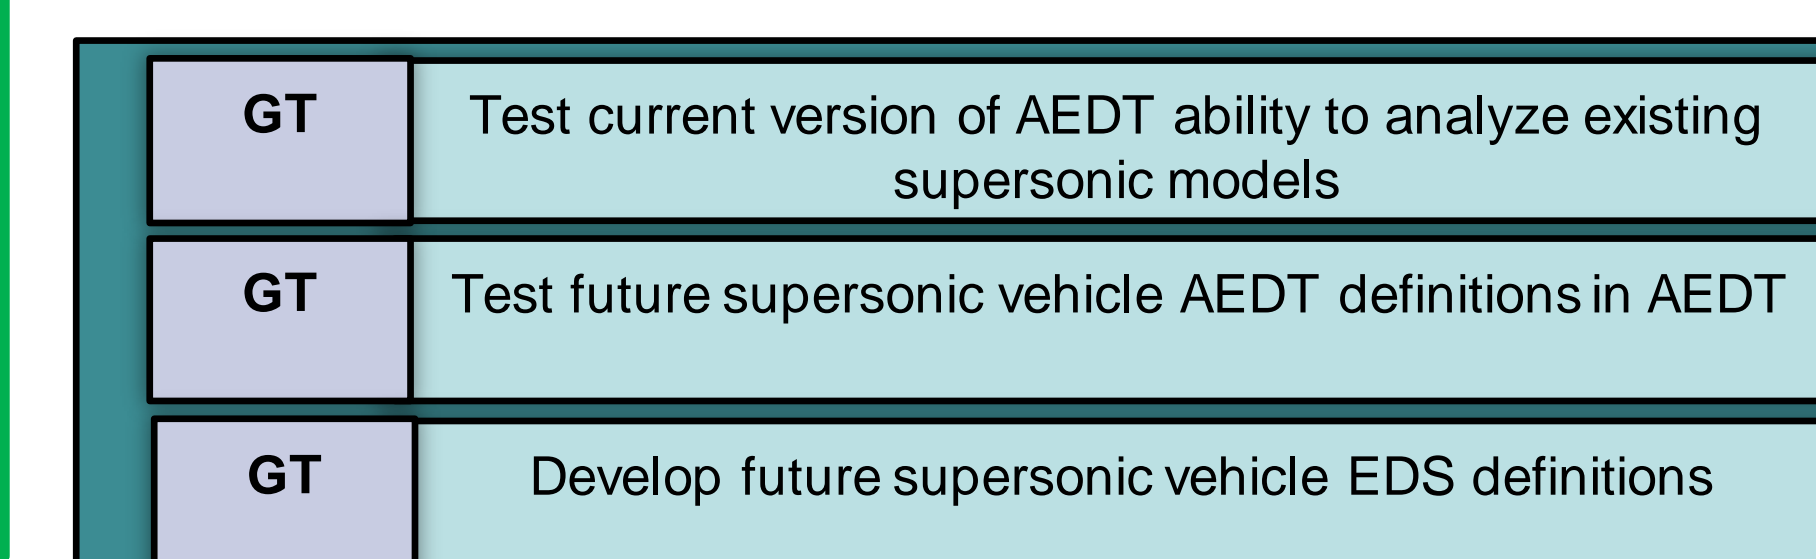 GT
Test current version of AEDT ability to analyze existing
supersonic models
GT
Test future supersonic vehicle AEDT definitions in AEDT
GT
Develop future supersonic vehicle EDS definitions